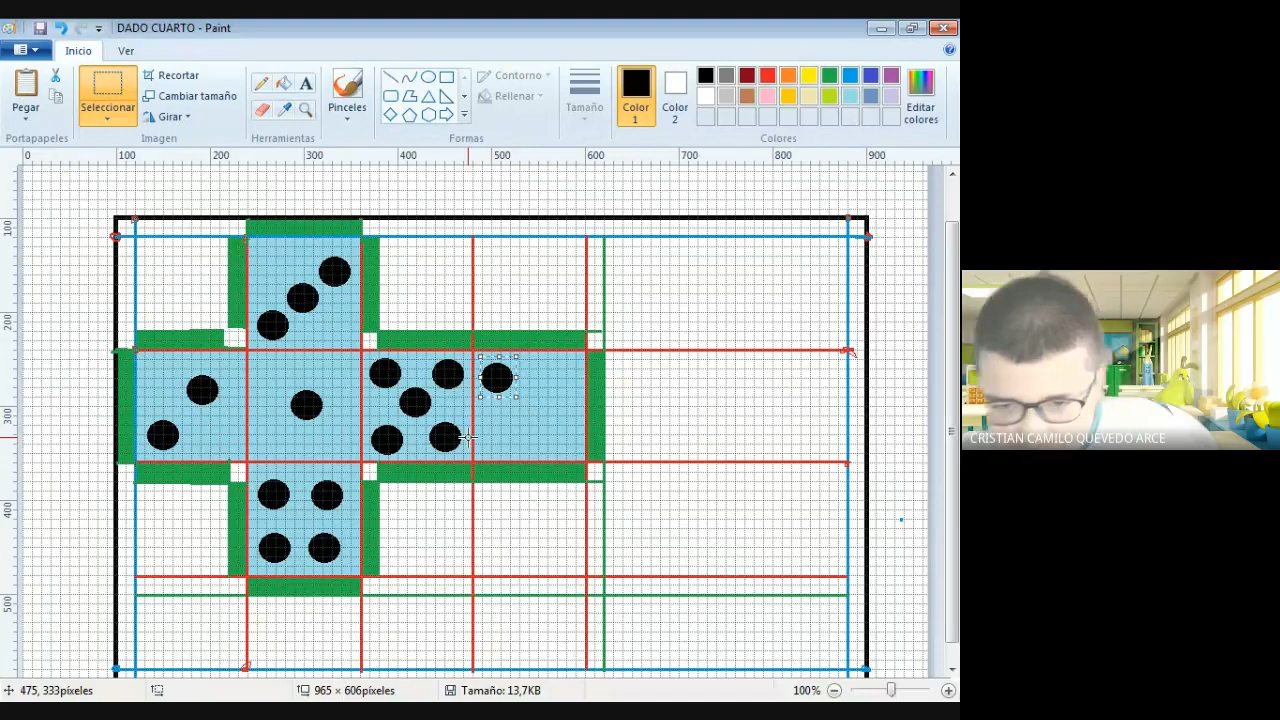 DADO CUARTO - Paint
Inicio
Ver
Pegar
Recortar
Cambiar tamaño
Girar
Seleccionar
A
Pinceles
Contorno
Rellenar
Tamaño
Color
1
Color
2
Editar
colores
Portapapeles
Imagen
Herramientas
Formas
Colores
0
100
200
300
400
500
600
700
800
900
100
200
300
400
500
CRISTIAN CAMILO QUEVEDO ARCE
475, 333píxeles
965 × 606píxeles
Tamaño: 13,7KB
100%